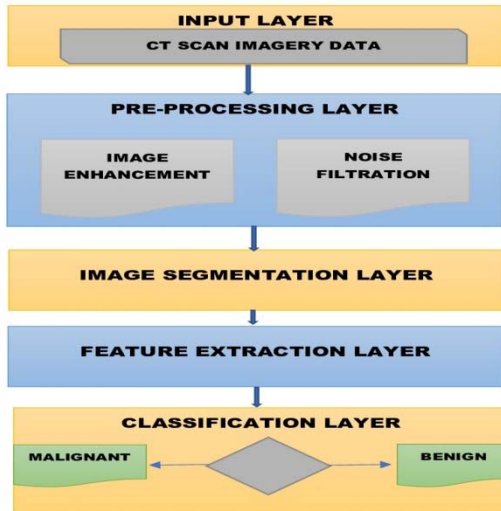 INPUT LAYER
CT SCAN IMAGERY DATA
PRE-PROCESSING LAYER
IMAGE
ENHANCEMENT
NOISE
FILTRATION
IMAGE SEGMENTATION LAYER
FEATURE EXTRACTION LAYER
CLASSIFICATION LAYER
MALIGNANT
BENIGN